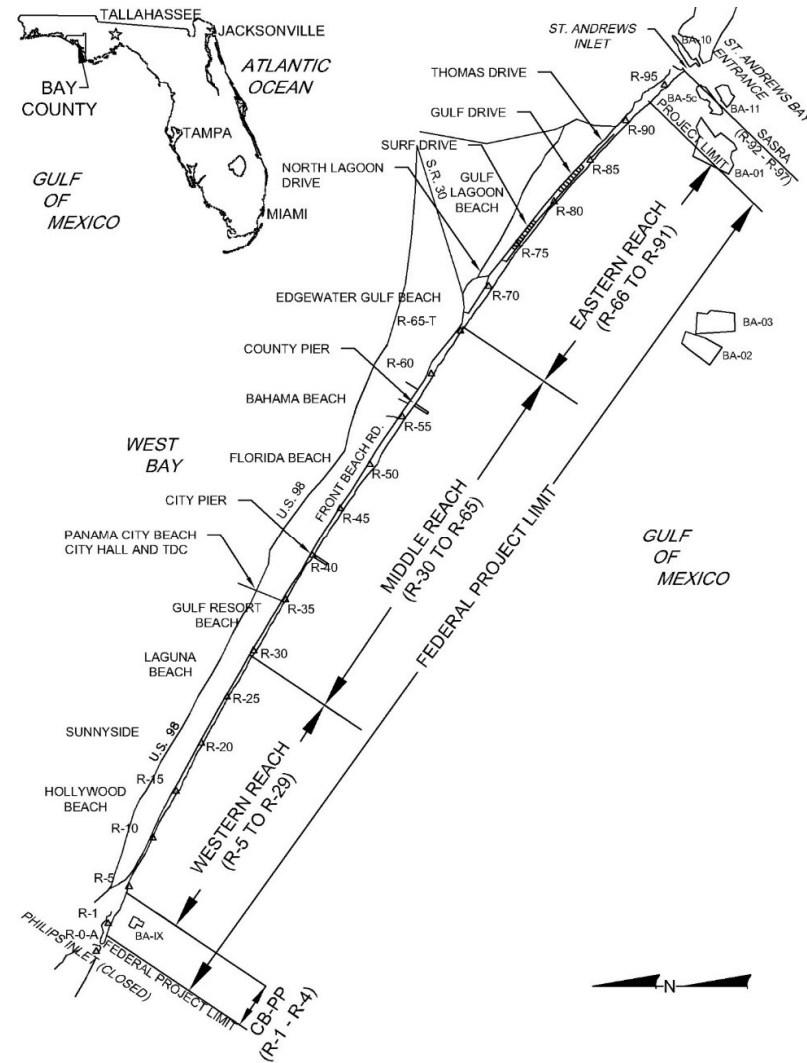 TALLAHASSEE
JACKSONVILLE
ATLANTIC
OCEAN
BAY
COUNTY
TAMPA
GULF
OF
MEXICO
MIAMI
ST. ANDREWS
INLET
BA-10
ST. ANDREWS BAY
ENTRANCE
R-95
BA-5c
BA-11
SASRA
(R-92 - R-97)
THOMAS DRIVE
R-90
PROJECT LIMIT
GULF DRIVE
BA-01
SURF DRIVE
R-85
NORTH LAGOON
DRIVE
S.R. 30
GULF
LAGOON
BEACH
R-80
R-75
EASTERN REACH
(R-66 TO R-91)
R-70
EDGEWATER GULF BEACH
R-65-T
BA-03
BA-02
COUNTY PIER
R-60
BAHAMA BEACH
R-55
WEST
BAY
FRONT BEACH RD.
FLORIDA BEACH
R-50
U.S. 98
CITY PIER
R-45
MIDDLE REACH
(R-30 TO R-65)
FEDERAL PROJECT LIMIT
GULF
OF
MEXICO
PANAMA CITY BEACH
CITY HALL AND TDC
R-40
GULF RESORT
BEACH
R-35
LAGUNA
BEACH
R-30
R-25
SUNNYSIDE
U.S. 98
R-20
R-15
HOLLYWOOD
BEACH
WESTERN REACH
(R-5 TO R-29)
R-10
R-5
R-1
BA-IX
R-0-A
PHILIPS INLET (CLOSED)
FEDERAL PROJECT LIMIT
CB-PP
(R-1 - R-4)
N